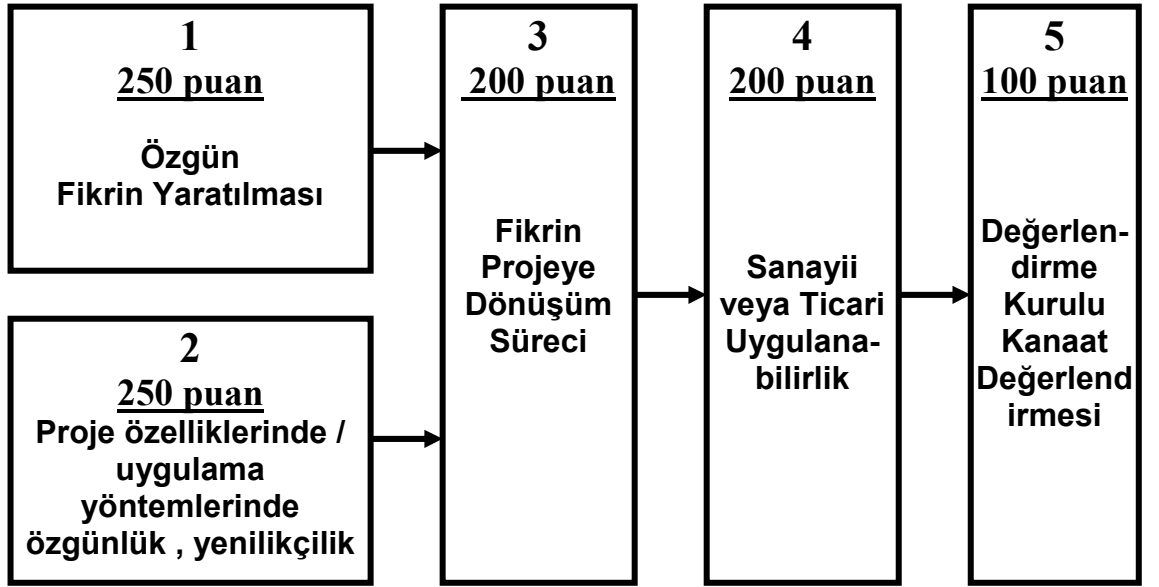 1
250 puan
Özgün
Fikrin Yaratılması
2
250 puan
Proje özelliklerinde /
uygulama
yöntemlerinde
özgünlük , yenilikçilik
3
200 puan
Fikrin
Projeye
Dönüşüm
Süreci
4
200 puan
Sanayii
veya Ticari
Uygulana-
bilirlik
5
100 puan
Değerlen-
dirme
Kurulu
Kanaat
Değerlend
irmesi